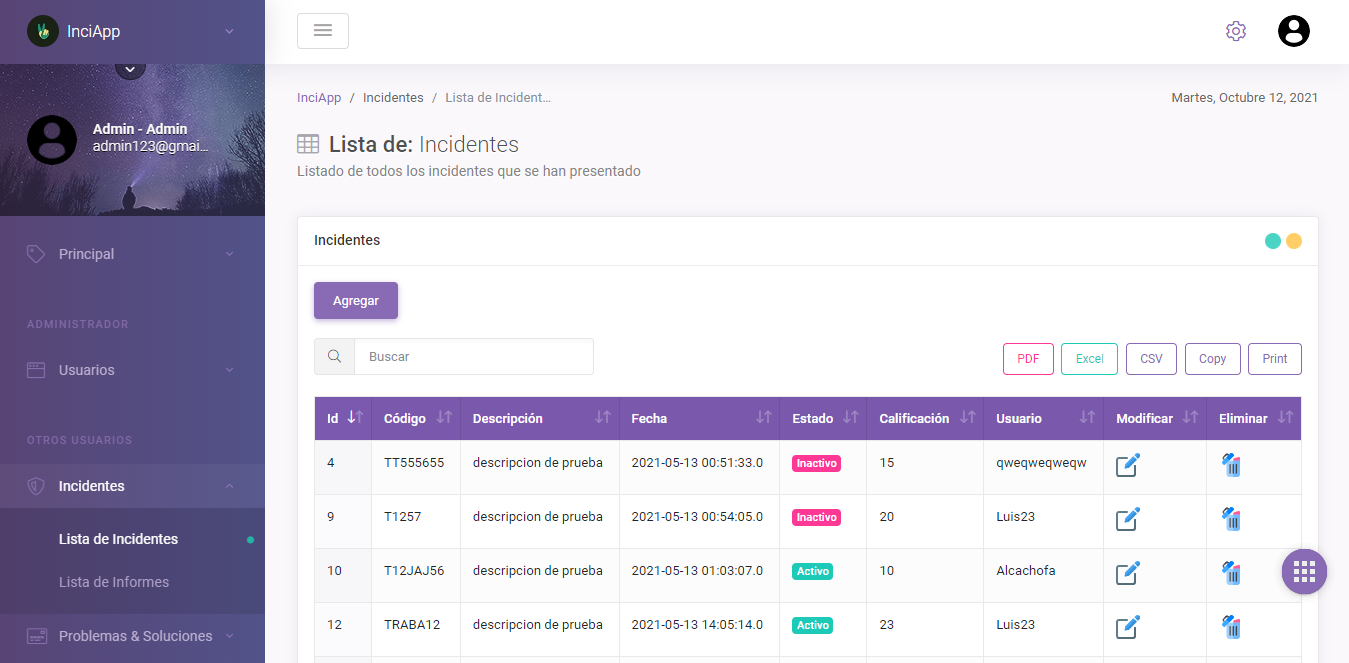 InciApp
Admin - Admin
admin123@gmai...
Principal
ADMINISTRADOR
Usuarios
OTROS USUARIOS
Incidentes
Lista de Incidentes
Lista de Informes
Problemas & Soluciones
InciApp / Incidentes / Lista de Incident...
Martes, Octubre 12, 2021
Lista de: Incidentes
Listado de todos los incidentes que se han presentado
Incidentes
Agregar
Buscar
PDF Excel CSV Copy Print
Id Código Descripción Fecha Estado Calificación Usuario Modificar Eliminar
4 TT555655 descripcion de prueba 2021-05-13 00:51:33.0 Inactivo 15 qweqweqweqw
9 T1257 descripcion de prueba 2021-05-13 00:54:05.0 Inactivo 20 Luis23
10 T12JAJ56 descripcion de prueba 2021-05-13 01:03:07.0 Activo 10 Alcachofa
12 TRABA12 descripcion de prueba 2021-05-13 14:05:14.0 Activo 23 Luis23